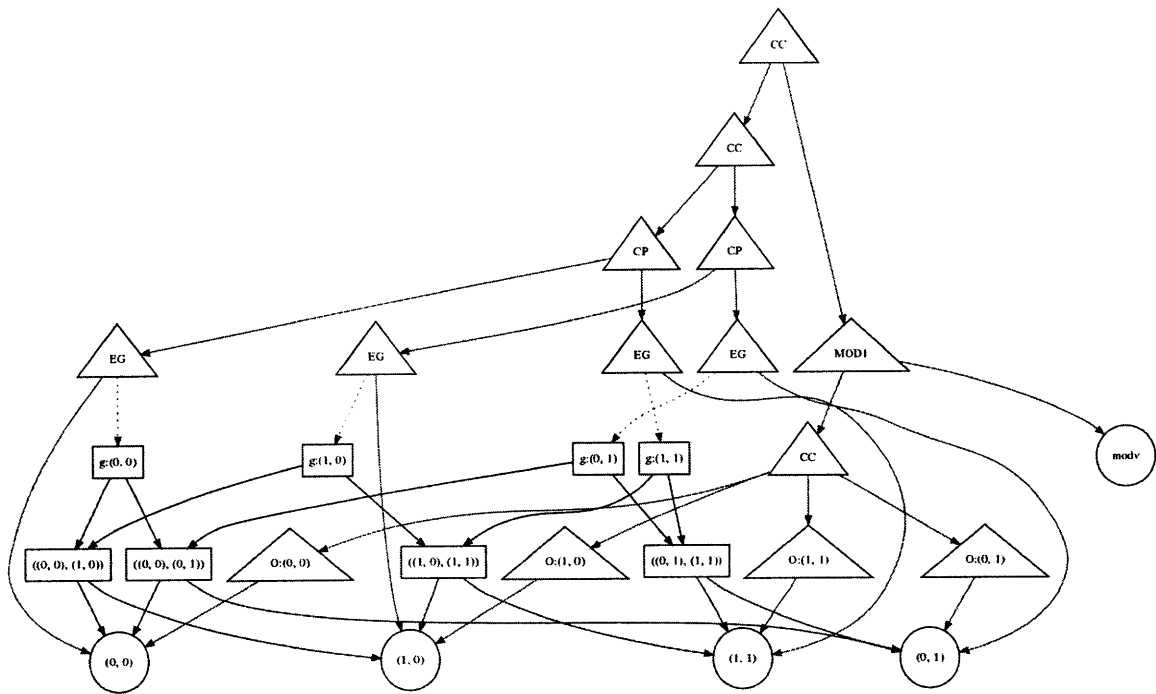 CC
CC
CP
CP
EG
EG
EG
EG
MOD1
g:(0, 0)
g:(1, 0)
g:(0, 1)
g:(1, 1)
CC
modv
((0, 0), (1, 0))
((0, 0), (0, 1))
O:(0, 0)
((1, 0), (1, 1))
O:(1, 0)
((0, 1), (1, 1))
O:(1, 1)
O:(0, 1)
(0, 0)
(1, 0)
(1, 1)
(0, 1)